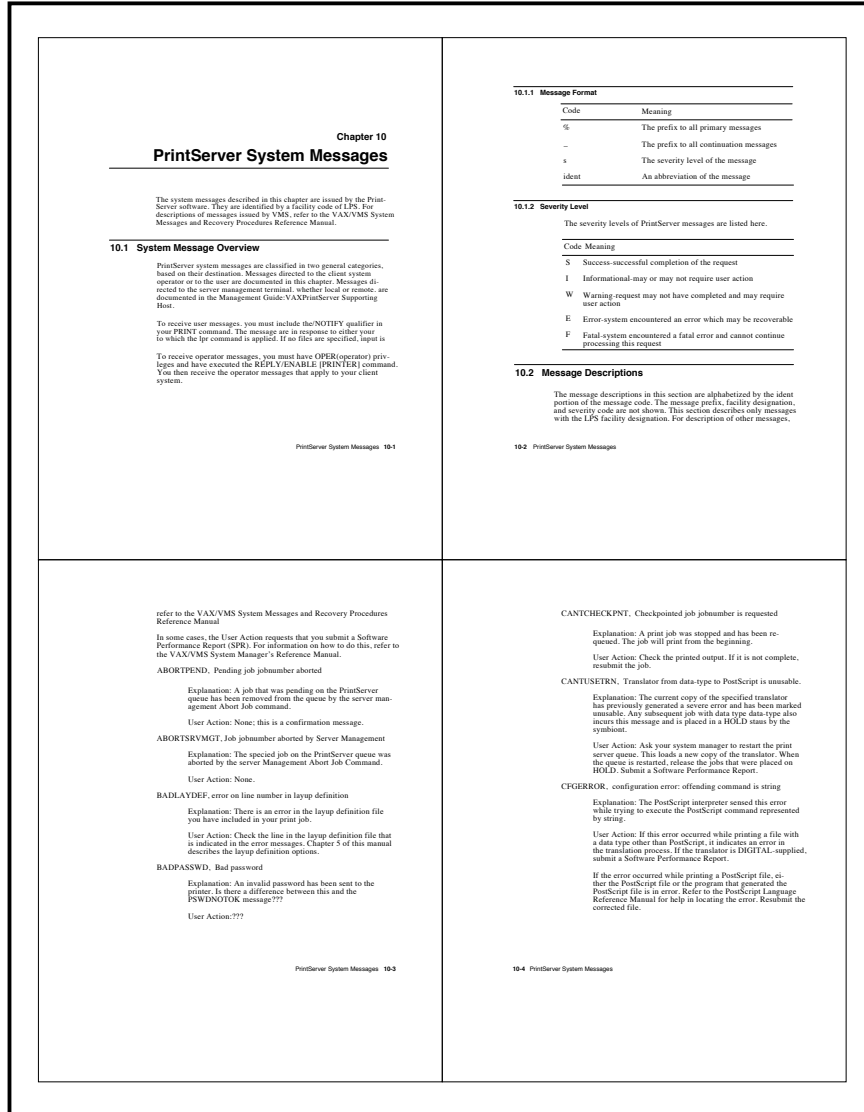 Chapter 10
PrintServer System Messages
The system messages described in this chapter are issued by the Print-
Server software. They are identified by a facility code of LPS. For
descriptions of messages issued by VMS, refer to the VAX/VMS System
Messages and Recovery Procedures Reference Manual.
10.1 System Message Overview
PrintServer system messages are classified in two general categories,
based on their destination. Messages directed to the client system
operator or to the user are documented in this chapter. Messages di-
rected to the server management terminal. whether local or remote. are
documented in the Management Guide:VAXPrintServer Supporting
Host.
To receive user messages. you must include the/NOTIFY qualifier in
your PRINT command. The message are in response to either your
to which the lpr command is applied. If no files are specified, input is
To receive operator messages, you must have OPER(operator) priv-
leges and have executed the REPLY/ENABLE [PRINTER] command.
You then receive the operator messages that apply to your client
system.
PrintServer System Messages 10-1
10.1.1 Message Format
Code Meaning
% The prefix to all primary messages
_ The prefix to all continuation messages
s The severity level of the message
ident An abbreviation of the message
10.1.2 Severity Level
The severity levels of PrintServer messages are listed here.
Code Meaning
S Success-successful completion of the request
I Informational-may or may not require user action
W Warning-request may not have completed and may require
user action
E Error-system encountered an error which may be recoverable
F Fatal-system encountered a fatal error and cannot continue
processing this request
10.2 Message Descriptions
The message descriptions in this section are alphabetized by the ident
portion of the message code. The message prefix, facility designation,
and severity code are not shown. This section describes only messages
with the LPS facility designation. For description of other messages,
10-2 PrintServer System Messages
refer to the VAX/VMS System Messages and Recovery Procedures
Reference Manual
In some cases, the User Action requests that you submit a Software
Performance Report (SPR). For information on how to do this, refer to
the VAX/VMS System Manager's Reference Manual.
ABORTPEND, Pending job jobnumber aborted
Explanation: A job that was pending on the PrintServer
queue has been removed from the queue by the server man-
agement Abort Job command.
User Action: None; this is a confirmation message.
ABORTSRVMGT, Job jobnumber aborted by Server Management
Explanation: The specied job on the PrintServer queue was
aborted by the server Management Abort Job Command.
User Action: None.
BADLAYDEF, error on line number in layup definition
Explanation: There is an error in the layup definition file
you have included in your print job.
User Action: Check the line in the layup definition file that
is indicated in the error messages. Chapter 5 of this manual
describes the layup definition options.
BADPASSWD, Bad password
Explanation: An invalid password has been sent to the
printer. Is there a difference between this and the
PSWDNOTOK message???
User Action:???
PrintServer System Messages 10-3
CANTCHECKPNT, Checkpointed job jobnumber is requested
Explanation: A print job was stopped and has been re-
queued. The job will print from the beginning.
User Action: Check the printed output. If it is not complete,
resubmit the job.
CANTUSETRN, Translator from data-type to PostScript is unusable.
Explanation: The current copy of the specified translator
has previously generated a severe error and has been marked
unusable. Any subsequent job with data type data-type also
incurs this message and is placed in a HOLD staus by the
symbiont.
User Action: Ask your system manager to restart the print
server queue. This loads a new copy of the translator. When
the queue is restarted, release the jobs that were placed on
HOLD. Submit a Software Performance Report.
CFGERROR, configuration error: offending command is string
Explanation: The PostScript interpreter sensed this error
while trying to execute the PostScript command represented
by string.
User Action: If this error occurred while printing a file with
a data type other than PostScript, it indicates an error in
the translation process. If the translator is DIGITAL-supplied,
submit a Software Performance Report.
If the error occurred while printing a PostScript file, ei-
ther the PostScript file or the program that generated the
PostScript file is in error. Refer to the PostScript Language
Reference Manual for help in locating the error. Resubmit the
corrected file.
10-4 PrintServer System Messages